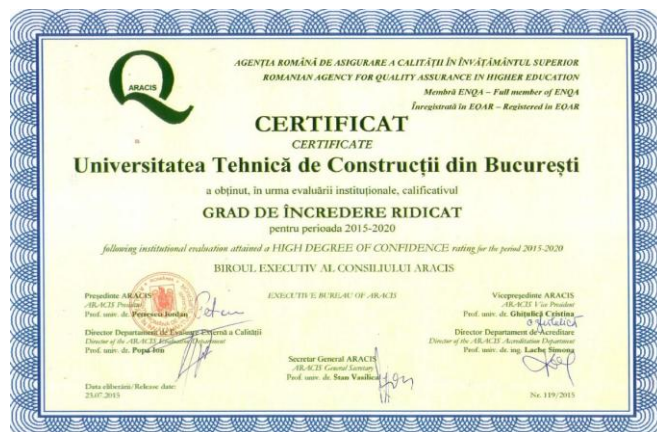 ARACIS
AGENȚIA ROMÂNĂ DE ASIGURARE A CALITĂȚII ÎN ÎNVĂȚĂMÂNTUL SUPERIOR
ROMANIAN AGENCY FOR QUALITY ASSURANCE IN HIGHER EDUCATION
Membră ENQA – Full member of ENQA
Înregistrată în EQAR – Registered in EQAR
CERTIFICAT
CERTIFICATE
Universitatea Tehnică de Construcții din București
a obținut, în urma evaluării instituționale, calificativul
GRAD DE ÎNCREDERE RIDICAT
pentru perioada 2015-2020
following institutional evaluation attained a HIGH DEGREE OF CONFIDENCE rating for the period 2015-2020
BIROUL EXECUTIV AL CONSILIULUI ARACIS
EXECUTIVE BUREAU OF ARACIS
Președinte ARACIS
ARACIS President
Prof. univ. dr. Petrescu Iordan
Vicepreședinte ARACIS
ARACIS Vice President
Prof. univ. dr. Ghițulică Cristina
Director Departament de Evaluare Externă a Calității
Director of the ARACIS Evaluation Department
Prof. univ. dr. Popa Ion
Director Departament de Acreditare
Director of the ARACIS Acreditation Department
Prof. univ. dr. ing. Lache Simona
Secretar General ARACIS
ARACIS General Secretary
Prof. univ. dr. Stan Vasilica
Data eliberării/Release date:
23.07.2015
Nr. 119/2015